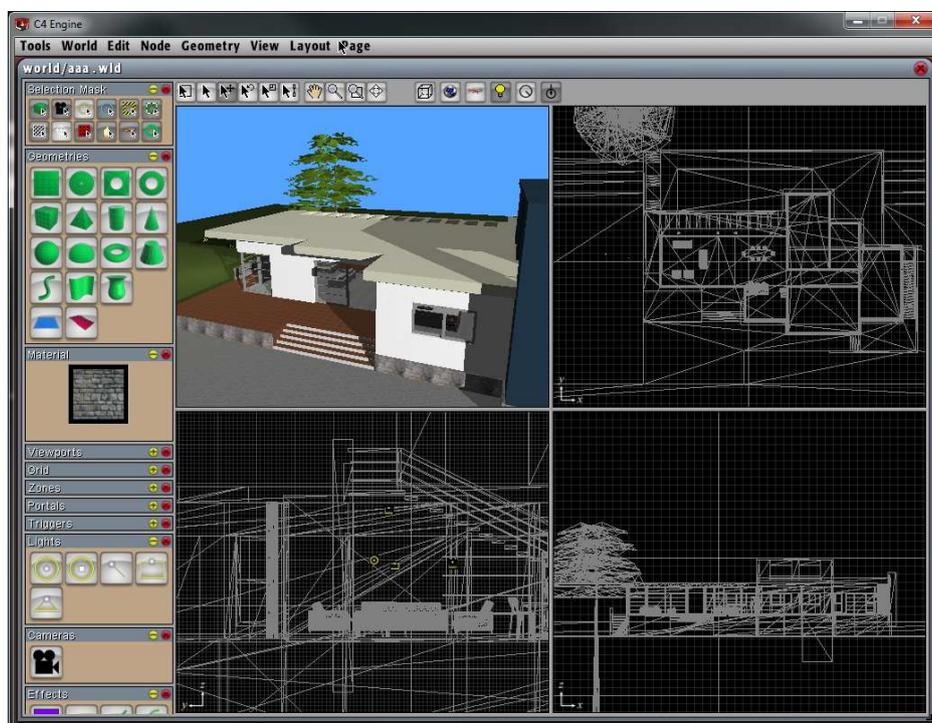 C4 Engine
Tools World Edit Node Geometry View Layout Page
world/aaa.wld
Selection Mask
Geometries
Material
Viewports
Grid
Zones
Portals
Triggers
Lights
Cameras
Effects
y
x
z
y
z
x